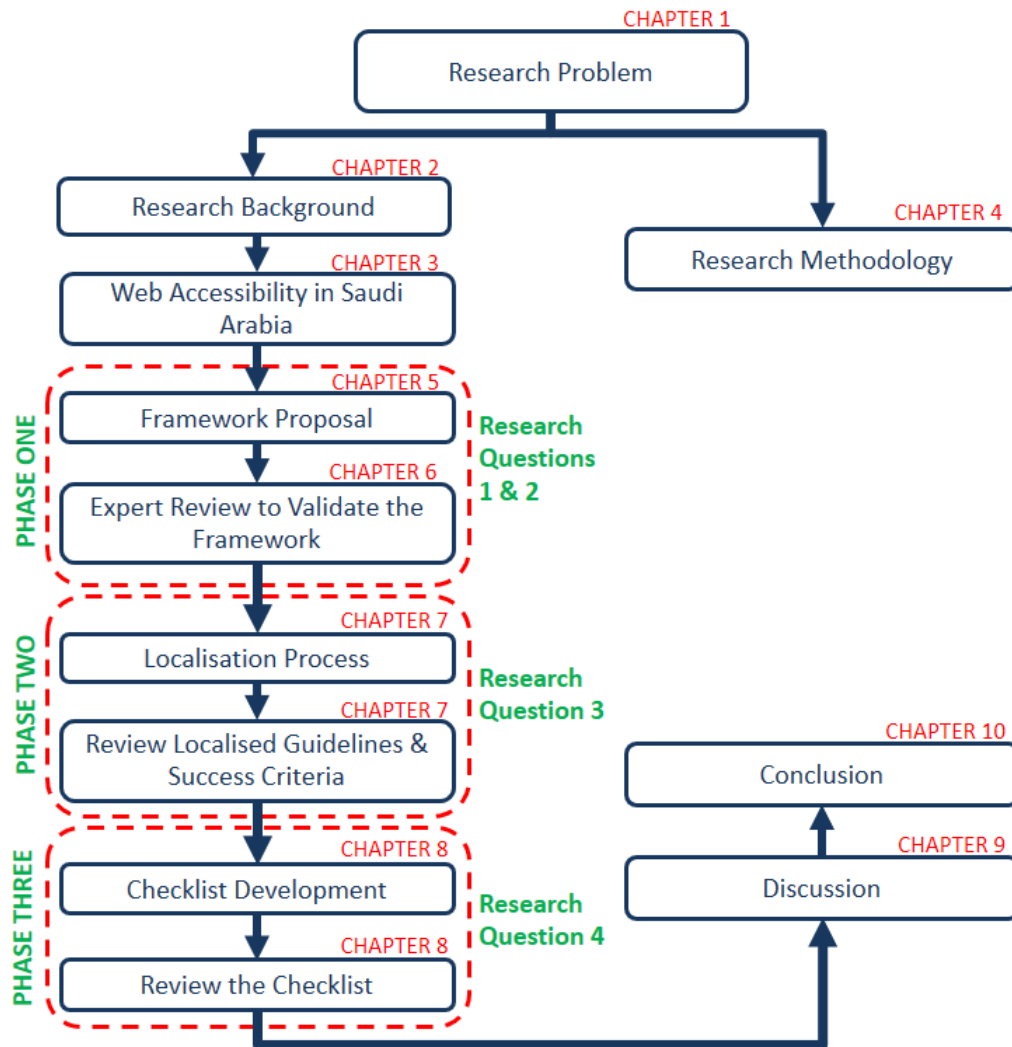 CHAPTER 1
Research Problem
CHAPTER 2
Research Background
CHAPTER 4
Research Methodology
CHAPTER 3
Web Accessibility in Saudi
Arabia
PHASE ONE
CHAPTER 5
Framework Proposal
CHAPTER 6
Expert Review to Validate the
Framework
Research
Questions
1 & 2
PHASE TWO
CHAPTER 7
Localisation Process
CHAPTER 7
Review Localised Guidelines &
Success Criteria
Research
Question 3
PHASE THREE
CHAPTER 8
Checklist Development
CHAPTER 8
Review the Checklist
Research
Question 4
CHAPTER 10
Conclusion
CHAPTER 9
Discussion